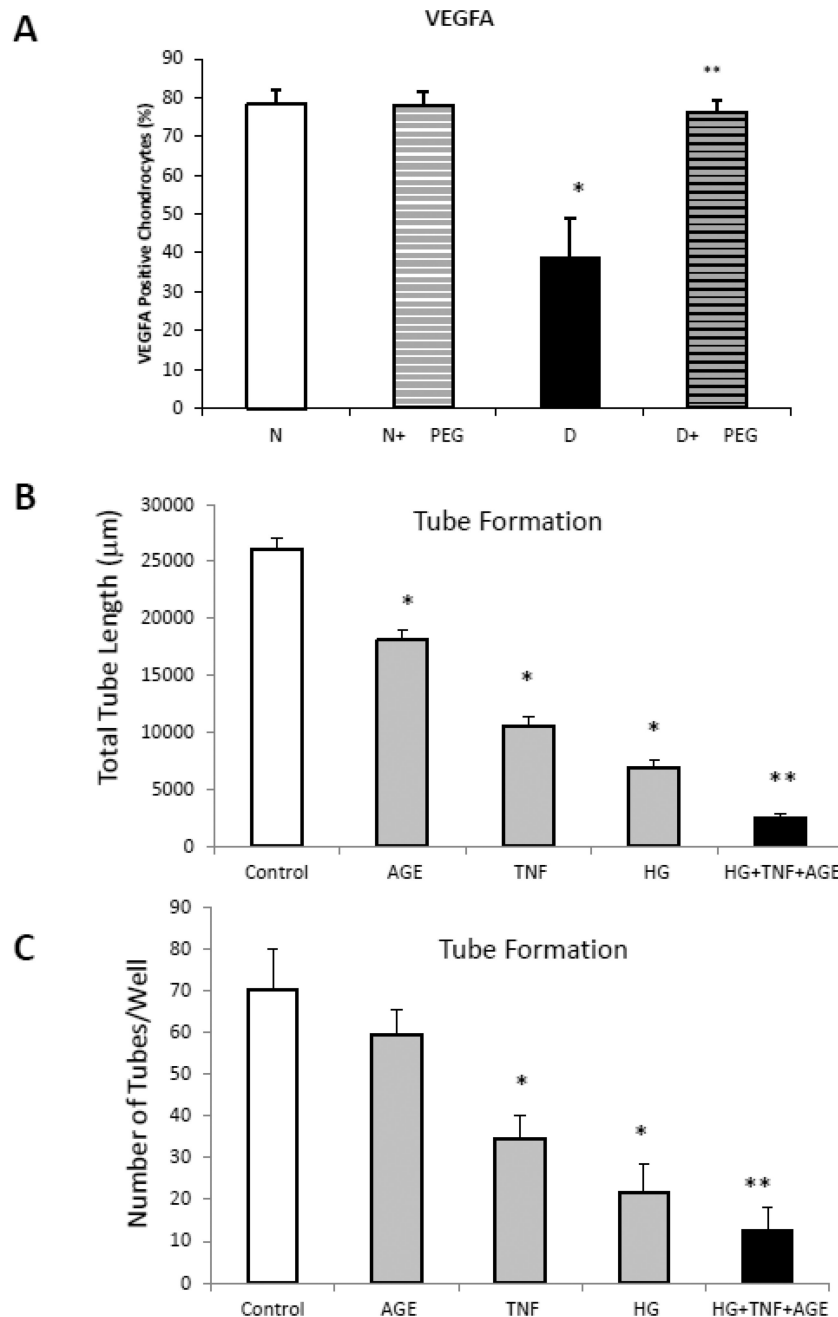 A
VEGFA
VEGFA Positive Chondrocytes (%)
90
80
70
60
50
40
30
20
10
0
**
*
N
N+ PEG
D
D+ PEG
B
Tube Formation
Total Tube Length (μm)
30000
25000
20000
15000
10000
5000
0
*
*
*
**
Control
AGE
TNF
HG
HG+TNF+AGE
C
Tube Formation
Number of Tubes/Well
90
80
70
60
50
40
30
20
10
0
*
*
**
Control
AGE
TNF
HG
HG+TNF+AGE